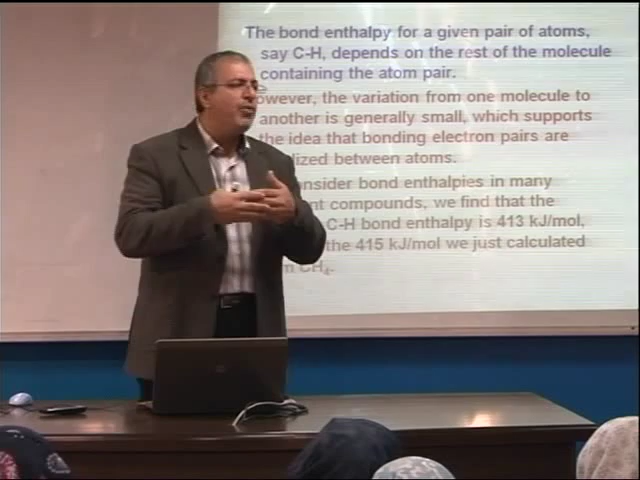 The bond enthalpy for a given pair of atoms,
say C-H, depends on the rest of the molecule
containing the atom pair.
owever, the variation from one molecule to
another is generally small, which supports
the idea that bonding electron pairs are
lized between atoms.
onsider bond enthalpies in many
nt compounds, we find that the
C-H bond enthalpy is 413 kJ/mol,
the 415 kJ/mol we just calculated
m CH₄.